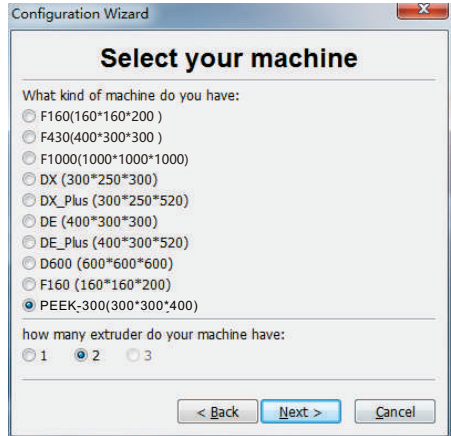 Configuration Wizard
x
Select your machine
What kind of machine do you have:
F160(160*160*200 )
F430(400*300*300 )
F1000(1000*1000*1000)
DX (300*250*300)
DX_Plus (300*250*520)
DE (400*300*300)
DE_Plus (400*300*520)
D600 (600*600*600)
F160 (160*160*200)
PEEK-300(300*300*400)
how many extruder do your machine have:
1 2 3
< Back Next > Cancel